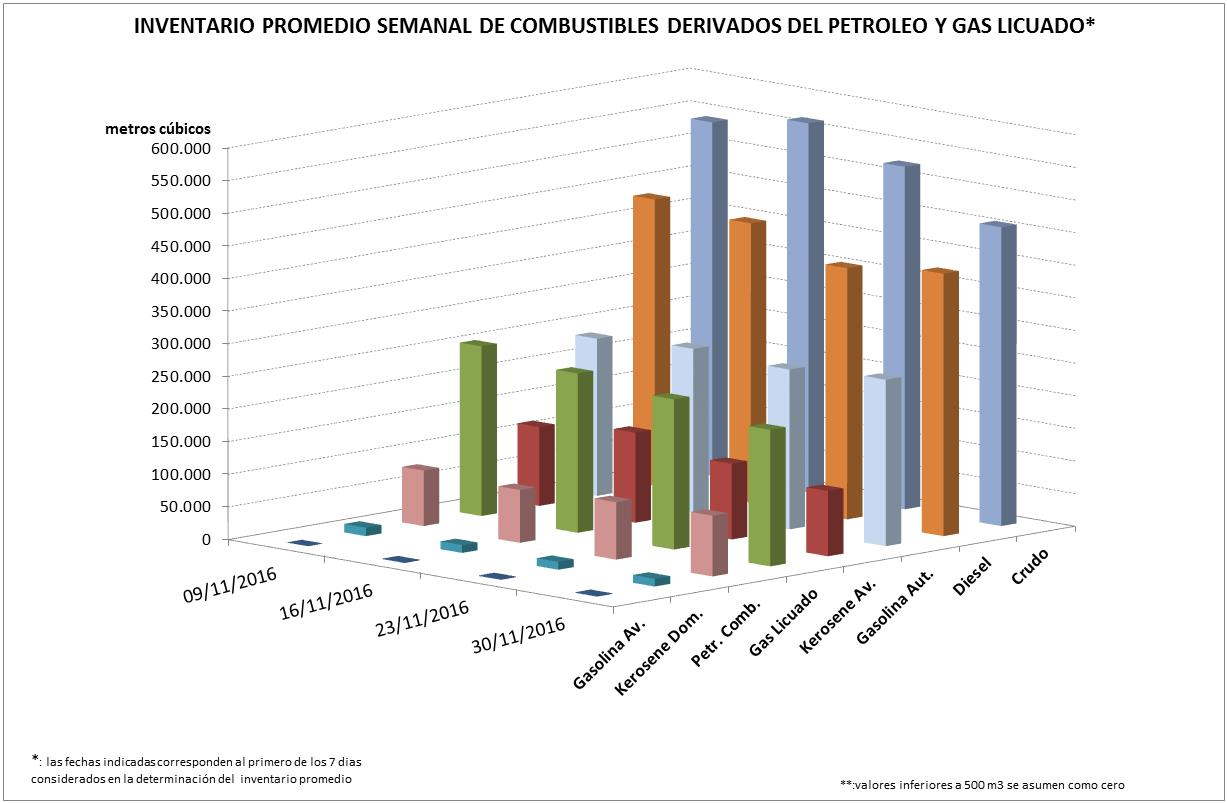 INVENTARIO PROMEDIO SEMANAL DE COMBUSTIBLES DERIVADOS DEL PETROLEO Y GAS LICUADO*
metros cúbicos
600.000
550.000
500.000
450.000
400.000
350.000
300.000
250.000
200.000
150.000
100.000
50.000
0
09/11/2016
16/11/2016
23/11/2016
30/11/2016
Gasolina Av.
Kerosene Dom.
Petr. Comb.
Gas Licuado
Kerosene Av.
Gasolina Aut.
Diesel
Crudo
*: las fechas indicadas corresponden al primero de los 7 dias
considerados en la determinación del inventario promedio
**:valores inferiores a 500 m3 se asumen como cero